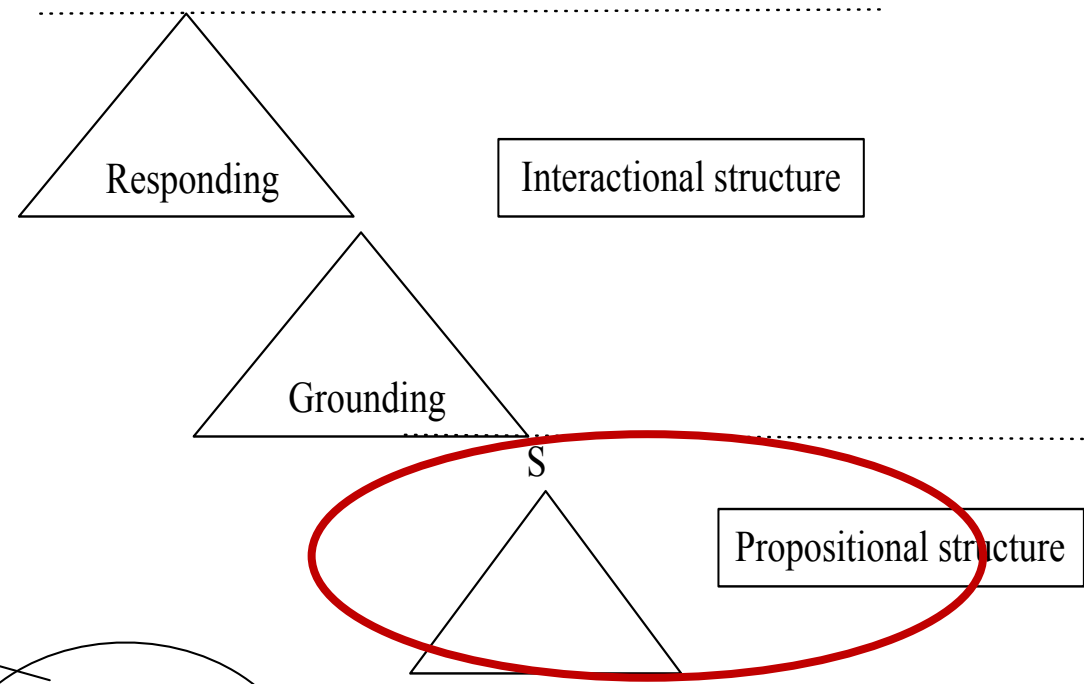 Responding
Interactional structure
Grounding
S
Propositional structure